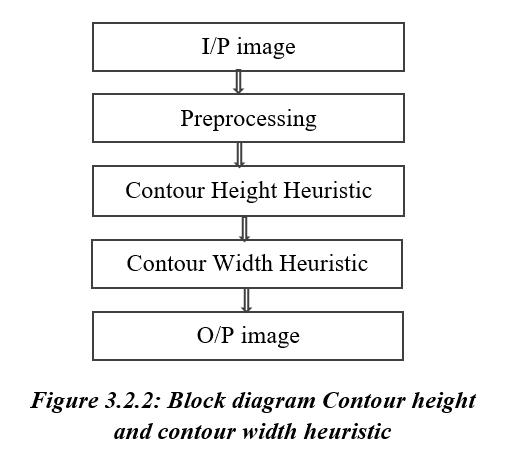 I/P image
Preprocessing
Contour Height Heuristic
Contour Width Heuristic
O/P image
Figure 3.2.2: Block diagram Contour height
and contour width heuristic